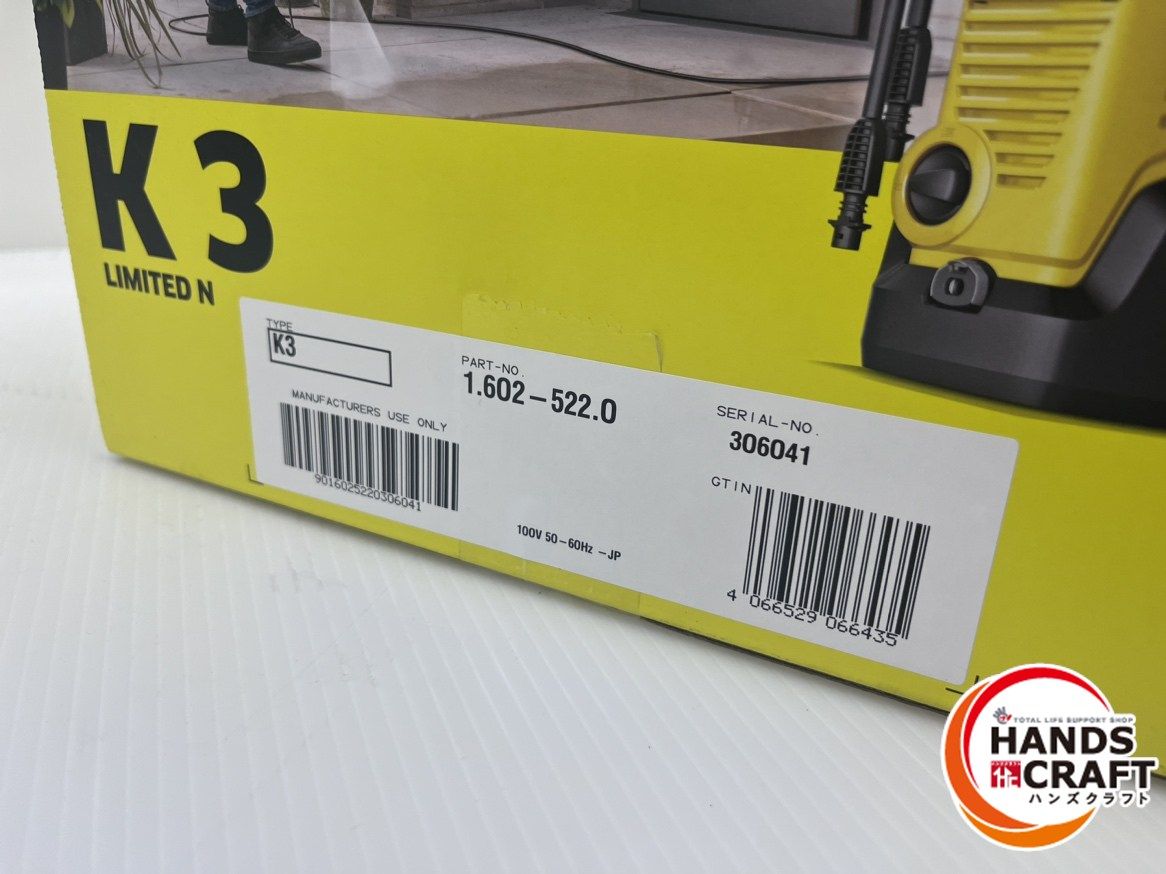 K 3
LIMITED N
TYPE
K3
PART-NO.
1.602-522.0
SERIAL-NO.
306041
MANUFACTURERS USE ONLY
9016025220306041
100V 50-60Hz -JP
GTIN
4 066529 066435
TOTAL LIFE SUPPORT SHOP
HANDS
CRAFT
ハンズクラフト